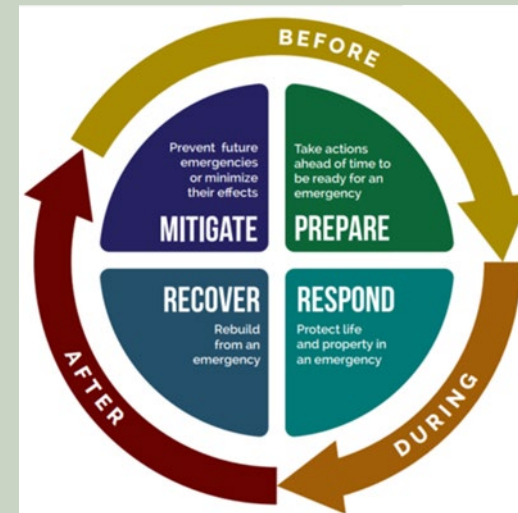 BEFORE
Prevent future
emergencies
or minimize
their effects
MITIGATE
Take actions
ahead of time to
be ready for an
emergency
PREPARE
RECOVER
Rebuild
from an
emergency
RESPOND
Protect life
and property in
an emergency
AFTER
DURING